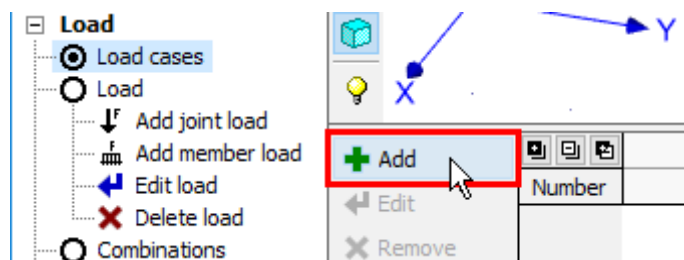 Load
Load cases
Load
Add joint load
F
Add member load
F
Edit load
Delete load
Combinations
Y
X
Add
Edit
Remove
Number